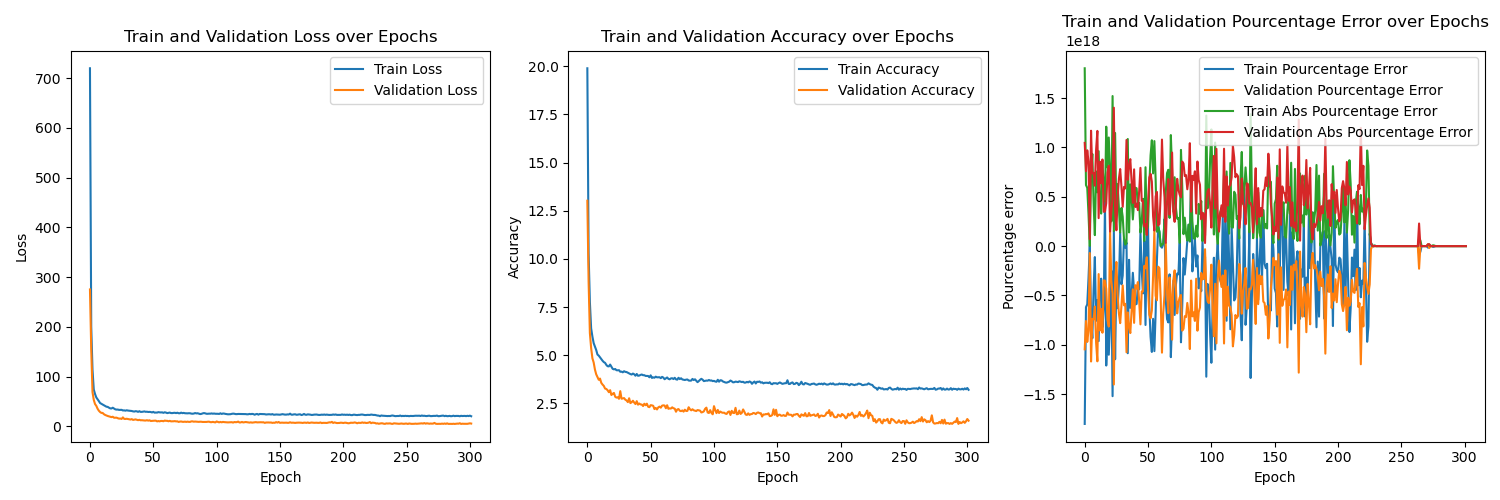 Train and Validation Loss over Epochs
Train Loss
Validation Loss
Loss
700
600
500
400
300
200
100
0
0 50 100 150 200 250 300
Epoch
Train and Validation Accuracy over Epochs
Train Accuracy
Validation Accuracy
Accuracy
20.0
17.5
15.0
12.5
10.0
7.5
5.0
2.5
0 50 100 150 200 250 300
Epoch
Train and Validation Pourcentage Error over Epochs
1e18
Train Pourcentage Error
Validation Pourcentage Error
Train Abs Pourcentage Error
Validation Abs Pourcentage Error
Pourcentage error
1.5
1.0
0.5
0.0
−0.5
−1.0
−1.5
0 50 100 150 200 250 300
Epoch